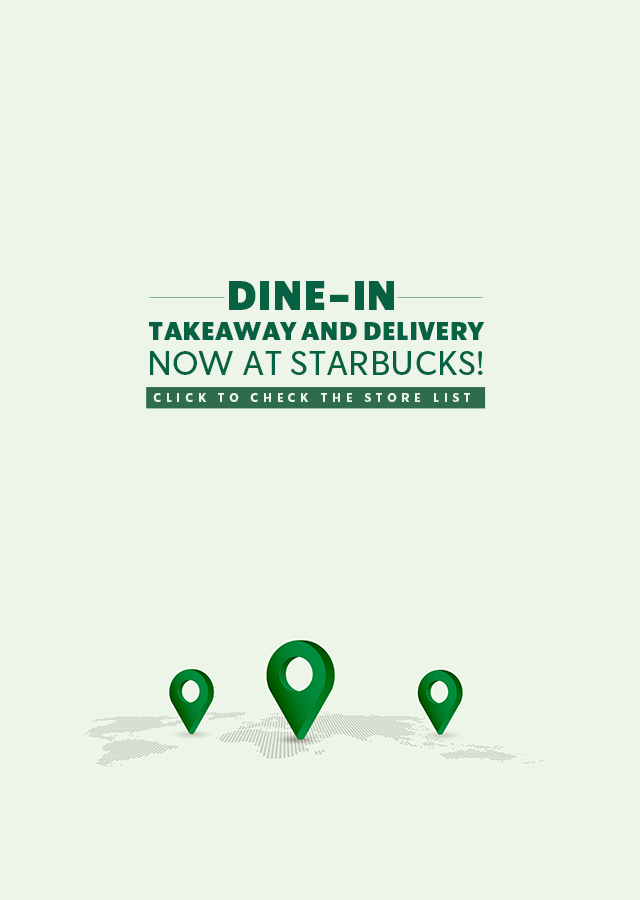 DINE-IN
TAKEAWAY AND DELIVERY
NOW AT STARBUCKS!
CLICK TO CHECK THE STORE LIST